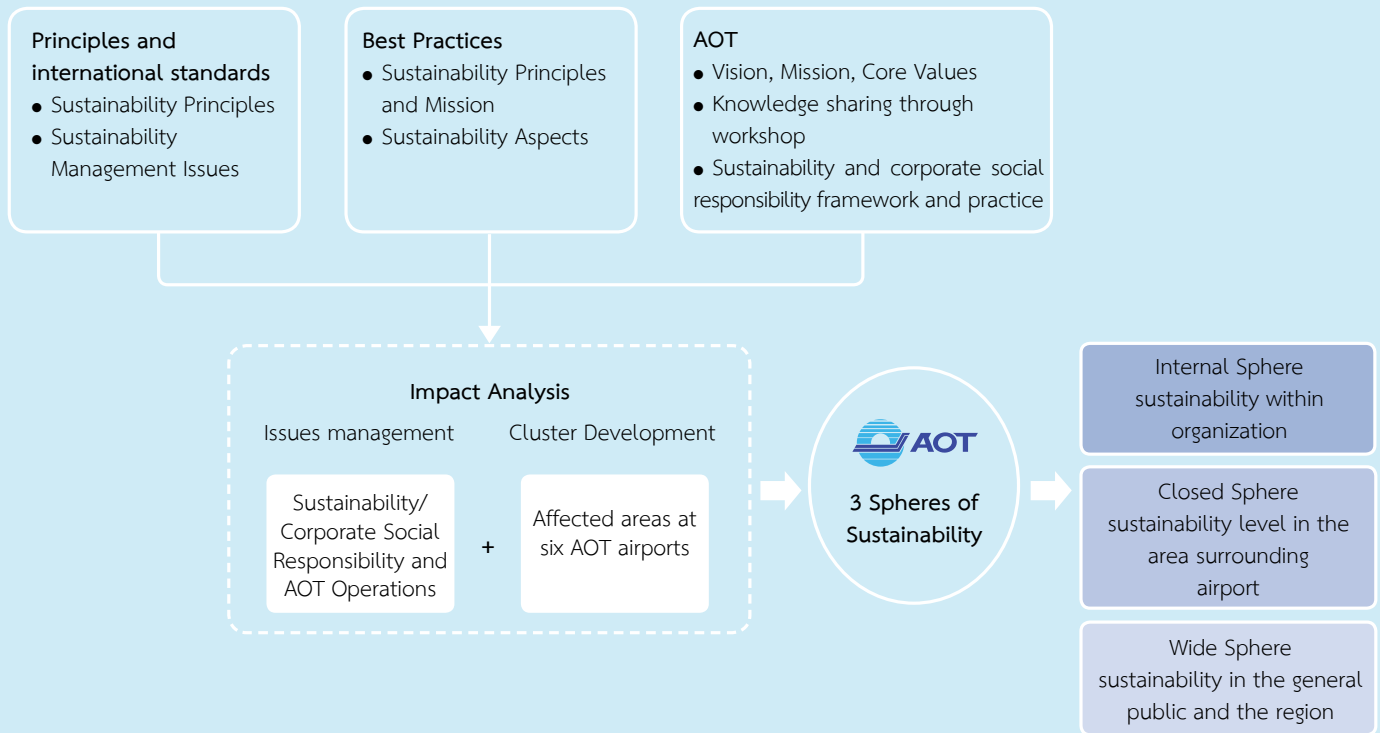 Principles and
international standards
● Sustainability Principles
● Sustainability
Management Issues
Best Practices
● Sustainability Principles
and Mission
● Sustainability Aspects
AOT
● Vision, Mission, Core Values
● Knowledge sharing through
workshop
● Sustainability and corporate social
responsibility framework and practice
Impact Analysis
Issues management
Sustainability/
Corporate Social
Responsibility and
AOT Operations
+
Cluster Development
Affected areas at
six AOT airports
AOT
3 Spheres of
Sustainability
Internal Sphere
sustainability within
organization
Closed Sphere
sustainability level in the
area surrounding
airport
Wide Sphere
sustainability in the general
public and the region